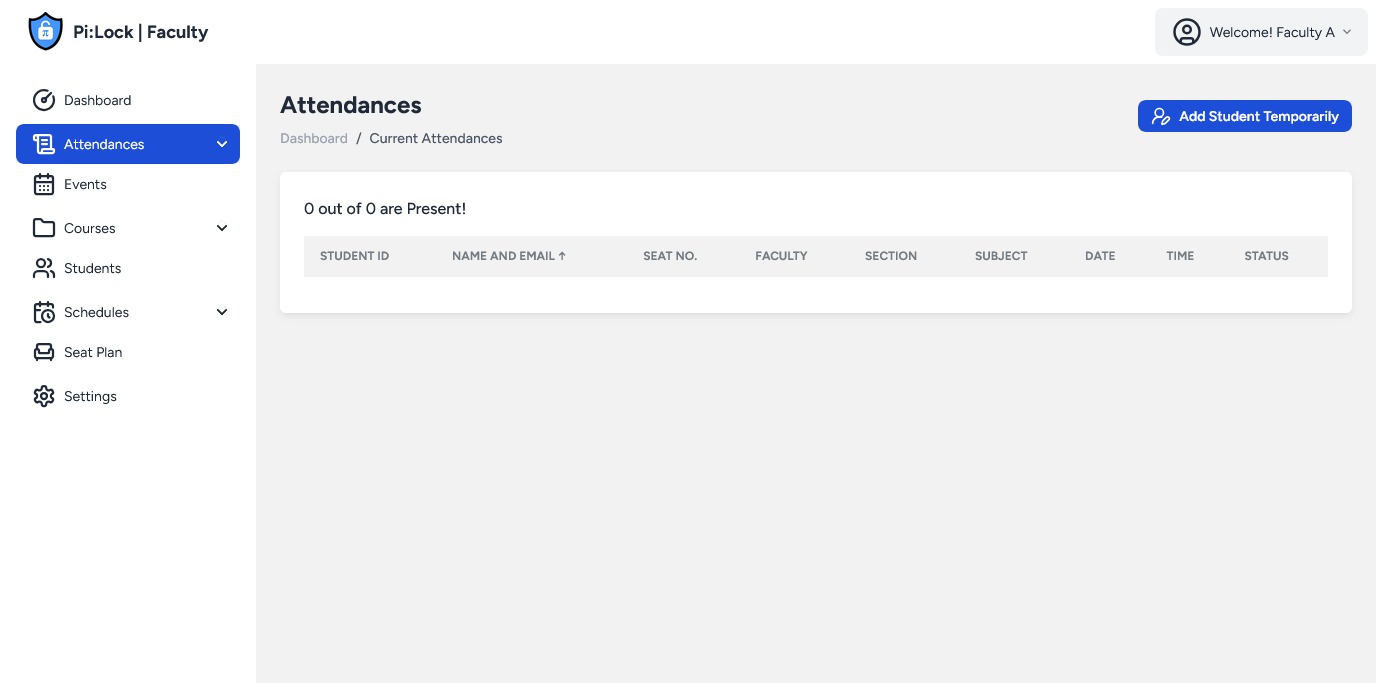 Pi:Lock | Faculty
Welcome! Faculty A
Dashboard
Attendances
Events
Courses
Students
Schedules
Seat Plan
Settings
Attendances
Dashboard / Current Attendances
Add Student Temporarily
0 out of 0 are Present!
STUDENT ID NAME AND EMAIL ↑ SEAT NO. FACULTY SECTION SUBJECT DATE TIME STATUS